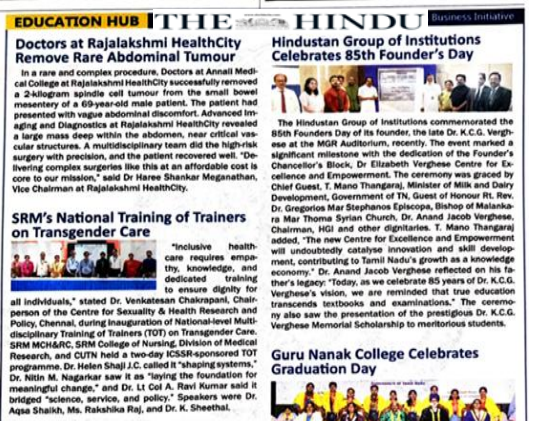 EDUCATION HUB
THE HINDU
Business Initiative
Doctors at Rajalakshmi HealthCity
Remove Rare Abdominal Tumour
In a rare and complex procedure, Doctors at Annaii Medi-
cal College at Rajalakshmi HealthCity successfully removed
a 2-kilogram spindle cell tumour from the small bowel
mesentery of a 69-year-old male patient. The patient had
presented with vague abdominal discomfort. Advanced Im-
aging and Diagnostics at Rajalakshmi HealthCity revealed
a large mass deep within the abdomen, near critical vas-
cular structures. A multidisciplinary team did the high-risk
surgery with precision, and the patient recovered well. "De-
livering complex surgeries like this at an affordable cost is
core to our mission," said Dr Haree Shankar Meganathan,
Vice Chairman at Rajalakshmi HealthCity.
SRM's National Training of Trainers
on Transgender Care
"Inclusive health-
care requires empa-
thy, knowledge, and
dedicated training
to ensure dignity for
all individuals," stated Dr. Venkatesan Chakrapani, Chair-
person of the Centre for Sexuality & Health Research and
Policy, Chennai, during inauguration of National-level Multi-
disciplinary Training of Trainers (TOT) on Transgender Care.
SRM MCH&RC, SRM College of Nursing, Division of Medical
Research, and CUTN held a two-day ICSSR-sponsored TOT
programme. Dr. Helen Shaji J.C. called it "shaping systems,"
Dr. Nitin M. Nagarkar saw it as "laying the foundation for
meaningful change," and Dr. Lt Col A. Ravi Kumar said it
bridged "science, service, and policy." Speakers were Dr.
Aqsa Shaikh, Ms. Rakshika Raj, and Dr. K. Sheethal.
Hindustan Group of Institutions
Celebrates 85th Founder's Day
The Hindustan Group of Institutions commemorated the
85th Founders Day of its founder, the late Dr. K.C.G. Vergh-
ese at the MGR Auditorium, recently. The event marked a
significant milestone with the dedication of the Founder's
Chancellor's Block, Dr Elizabeth Verghese Centre for Ex-
cellence and Empowerment. The ceremony was graced by
Chief Guest, T. Mano Thangaraj, Minister of Milk and Dairy
Development, Government of TN, Guest of Honour Rt. Rev.
Dr. Gregorios Mar Stephanos Episcopa, Bishop of Malanka-
ra Mar Thoma Syrian Church, Dr. Anand Jacob Verghese,
Chairman, HGI and other dignitaries. T. Mano Thangaraj
added, "The new Centre for Excellence and Empowerment
will undoubtedly catalyse innovation and skill develop-
ment, contributing to Tamil Nadu's growth as a knowledge
economy." Dr. Anand Jacob Verghese reflected on his fa-
ther's legacy: "Today, as we celebrate 85 years of Dr. K.C.G.
Verghese's vision, we are reminded that true education
transcends textbooks and examinations." The ceremo-
ny also saw the presentation of the prestigious Dr. K.C.G.
Verghese Memorial Scholarship to meritorious students.
Guru Nanak College Celebrates
Graduation Day